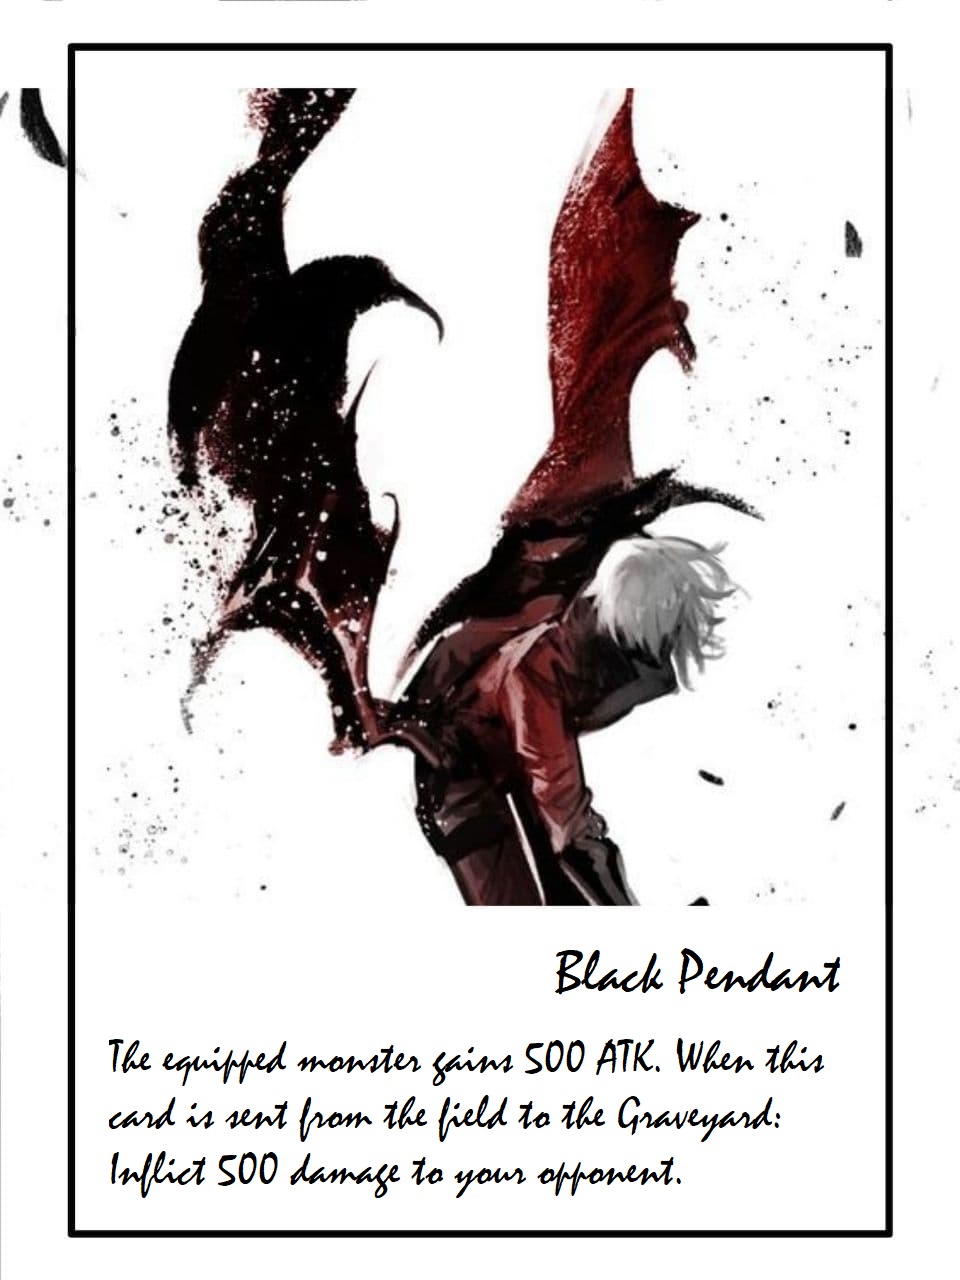 Black Pendant
The equipped monster gains 500 ATK. When this
card is sent from the field to the Graveyard:
Inflict 500 damage to your opponent.